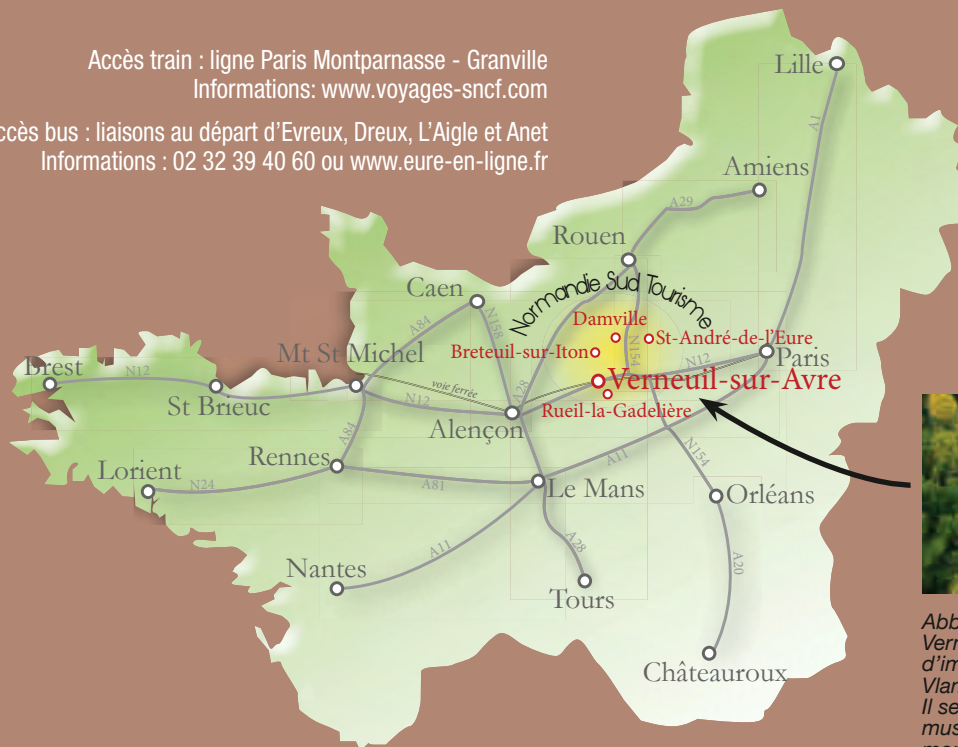 Accès train : ligne Paris Montparnasse - Granville
Informations: www.voyages-sncf.com
ccès bus : liaisons au départ d'Evreux, Dreux, L'Aigle et Anet
Informations : 02 32 39 40 60 ou www.eure-en-ligne.fr
Lille
A1
Amiens
A29
Rouen
Normandie Sud Tourisme
Caen
A84
N158
Damville
St-André-de-l'Eure
Breteuil-sur-Iton
N154
N12
Paris
Mt St Michel
Brest
N12
St Brieuc
voie ferrée
N12
A28
Verneuil-sur-Avre
Rueil-la-Gadelière
Alençon
A84
Rennes
Lorient
N24
A81
Le Mans
A11
N154
Orléans
A11
A28
A20
Nantes
Tours
Châteauroux
Abb
Vern
d'im
Vlan
Il se
mus